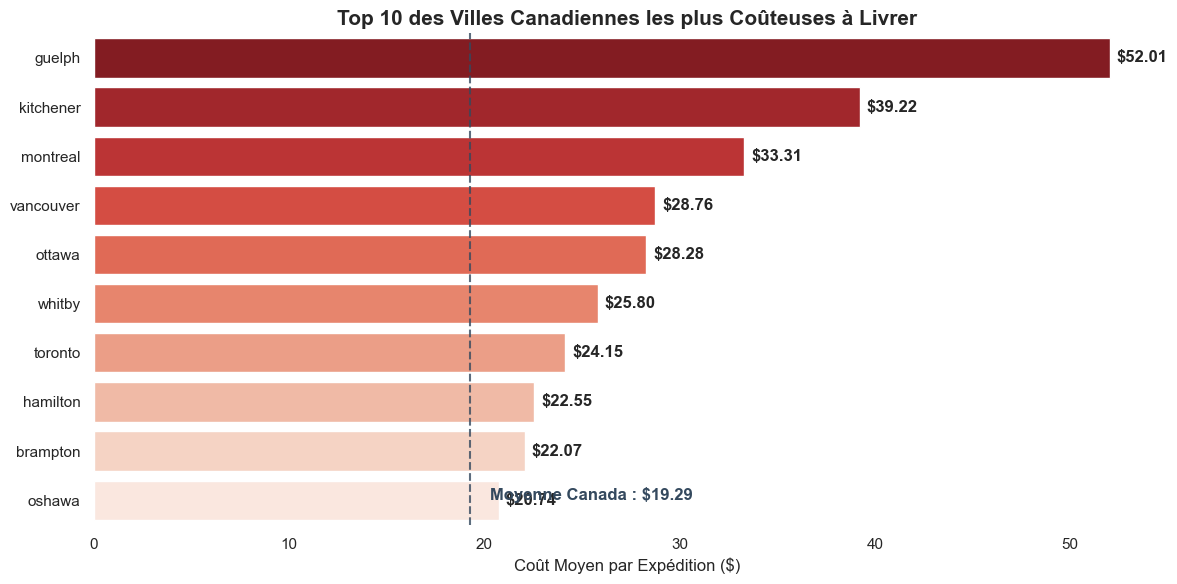 Top 10 des Villes Canadiennes les plus Coûteuses à Livrer
guelph $52.01
kitchener $39.22
montreal $33.31
vancouver $28.76
ottawa $28.28
whitby $25.80
toronto $24.15
hamilton $22.55
brampton $22.07
Moyenne Canada : $19.29
oshawa $20.74
0 10 20 30 40 50
Coût Moyen par Expédition ($)